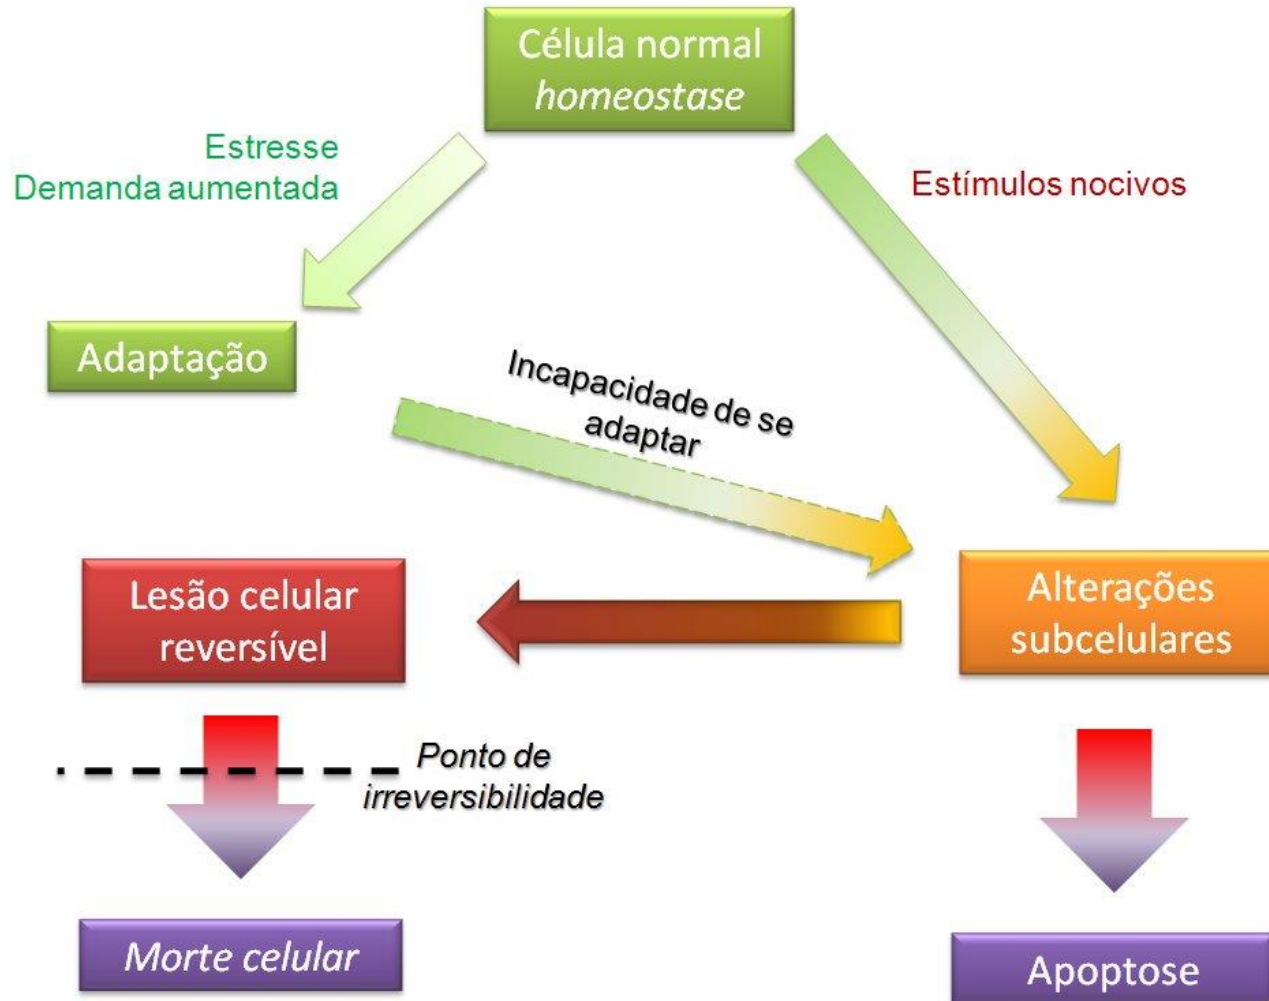 Célula normal
homeostase
Estresse
Demanda aumentada
Estímulos nocivos
Adaptação
Incapacidade de se
adaptar
Lesão celular
reversível
Alterações
subcelulares
Ponto de
irreversibilidade
Morte celular
Apoptose